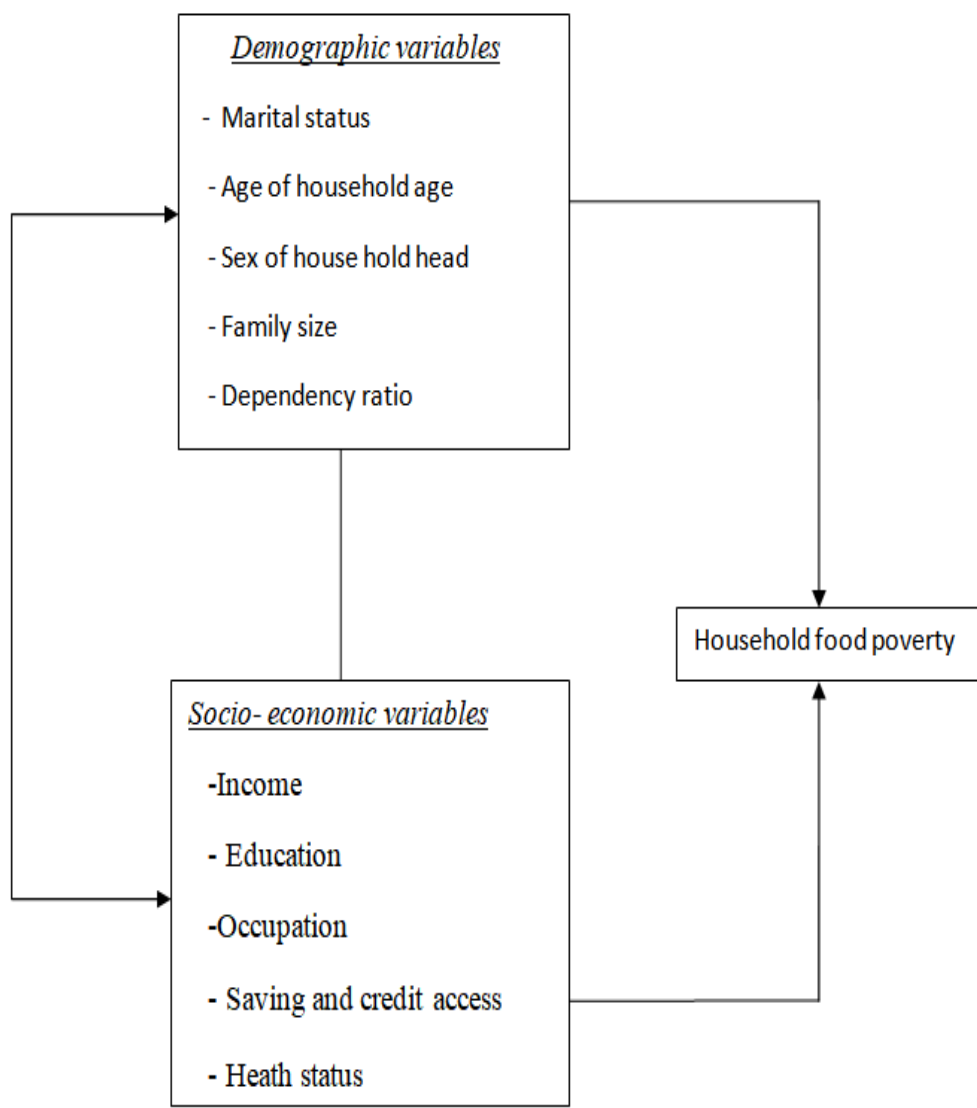 Demographic variables
- Marital status
- Age of household age
- Sex of house hold head
- Family size
- Dependency ratio
Household food poverty
Socio- economic variables
-Income
- Education
-Occupation
- Saving and credit access
- Heath status